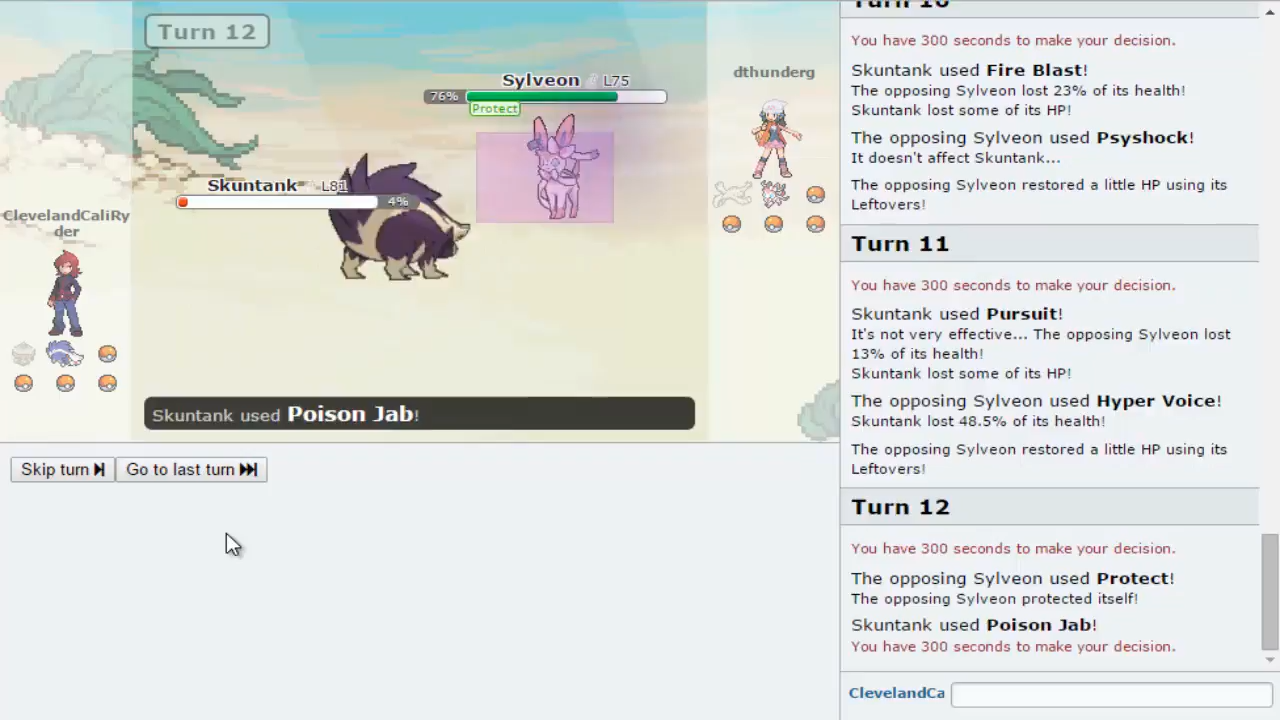 Turn 12
Sylveon L75
76%
Protect
Skuntank L81
4%
ClevelandCaliRy
der
dthunderg
Skuntank used Poison Jab!
Skip turn
Go to last turn
You have 300 seconds to make your decision.
Skuntank used Fire Blast!
The opposing Sylveon lost 23% of its health!
Skuntank lost some of its HP!
The opposing Sylveon used Psyshock!
It doesn't affect Skuntank...
The opposing Sylveon restored a little HP using its
Leftovers!
Turn 11
You have 300 seconds to make your decision.
Skuntank used Pursuit!
It's not very effective... The opposing Sylveon lost
13% of its health!
Skuntank lost some of its HP!
The opposing Sylveon used Hyper Voice!
Skuntank lost 48.5% of its health!
The opposing Sylveon restored a little HP using its
Leftovers!
Turn 12
You have 300 seconds to make your decision.
The opposing Sylveon used Protect!
The opposing Sylveon protected itself!
Skuntank used Poison Jab!
You have 300 seconds to make your decision.
ClevelandCa